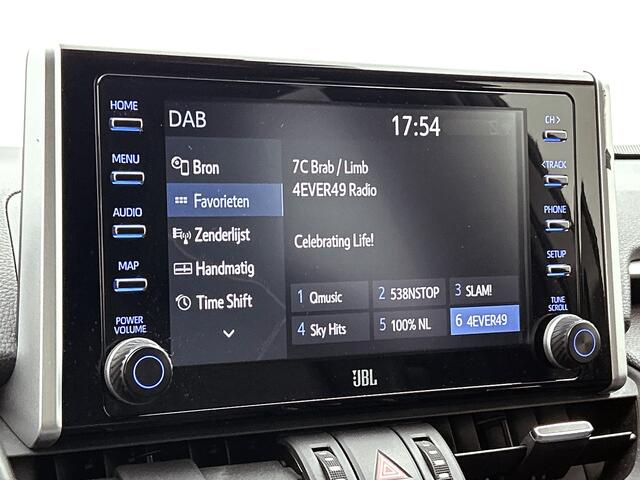 HOME
MENU
AUDIO
MAP
POWER
VOLUME
DAB
17:54
Bron
Favorieten
Zenderlijst
Handmatig
Time Shift
7C Brab / Limb
4EVER49 Radio
Celebrating Life!
1 Qmusic
2 538NSTOP
3 SLAM!
4 Sky Hits
5 100% NL
6 4EVER49
CH>
<TRACK
PHONE
SETUP
TUNE
SCROLL
JBL